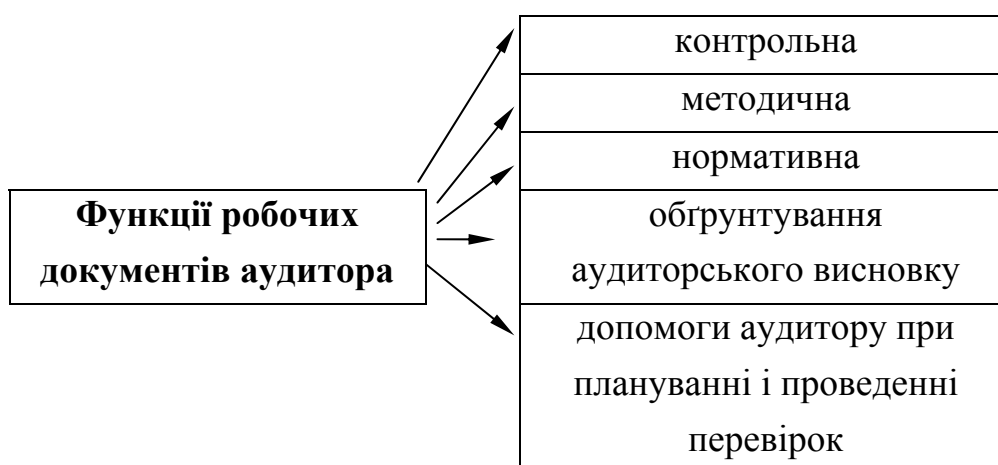 Функції робочих
документів аудитора
контрольна
методична
нормативна
обґрунтування
аудиторського висновку
допомоги аудитору при
плануванні і проведенні
перевірок